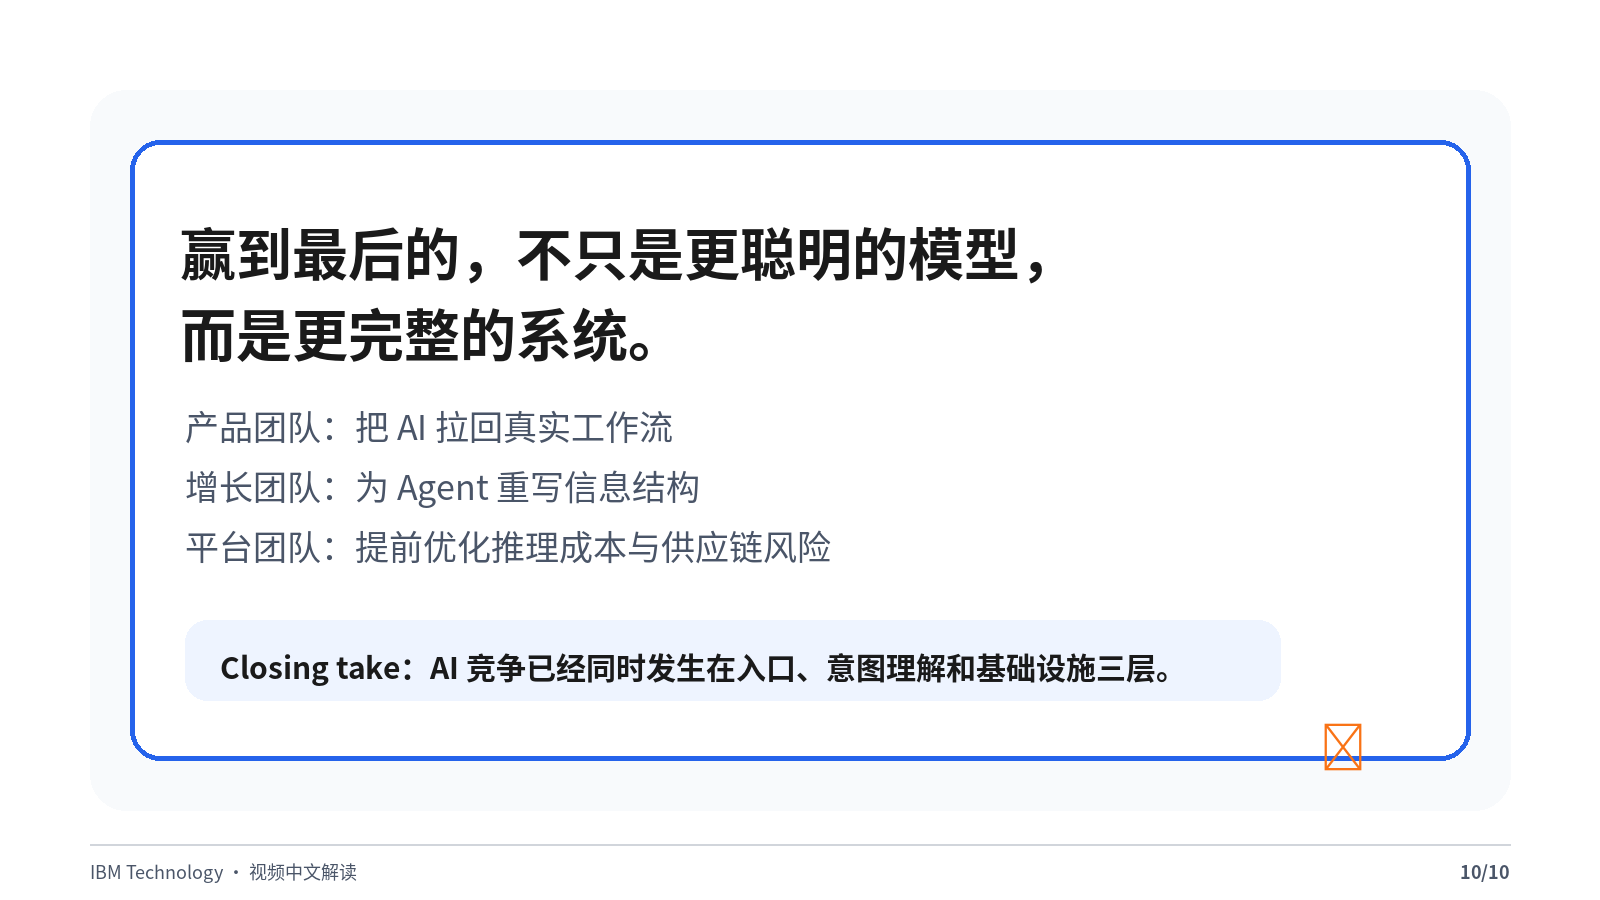 赢到最后的，不只是更聪明的模型，
而是更完整的系统。
产品团队：把 AI 拉回真实工作流
增长团队：为 Agent 重写信息结构
平台团队：提前优化推理成本与供应链风险
Closing take：AI 竞争已经同时发生在入口、意图理解和基础设施三层。
IBM Technology · 视频中文解读
10/10